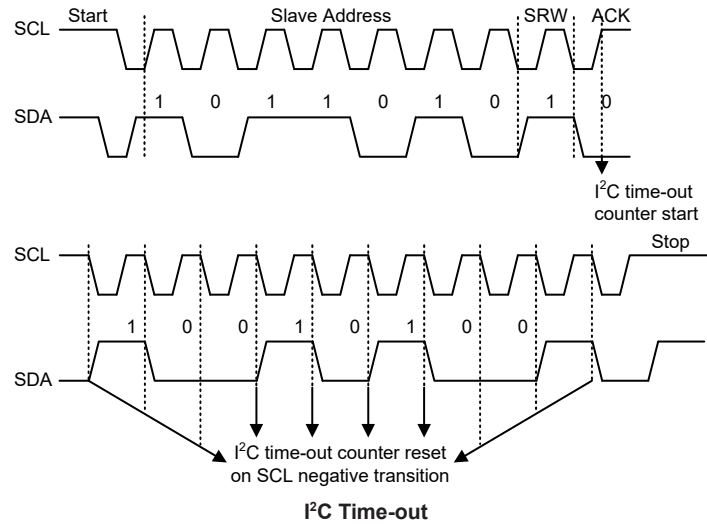 Start Slave Address SRW ACK
SCL
1 0 1 1 0 1 0 1 0
SDA
I²C time-out
counter start
Stop
SCL
1 0 0 1 0 1 0 0
SDA
I²C time-out counter reset
on SCL negative transition
I²C Time-out